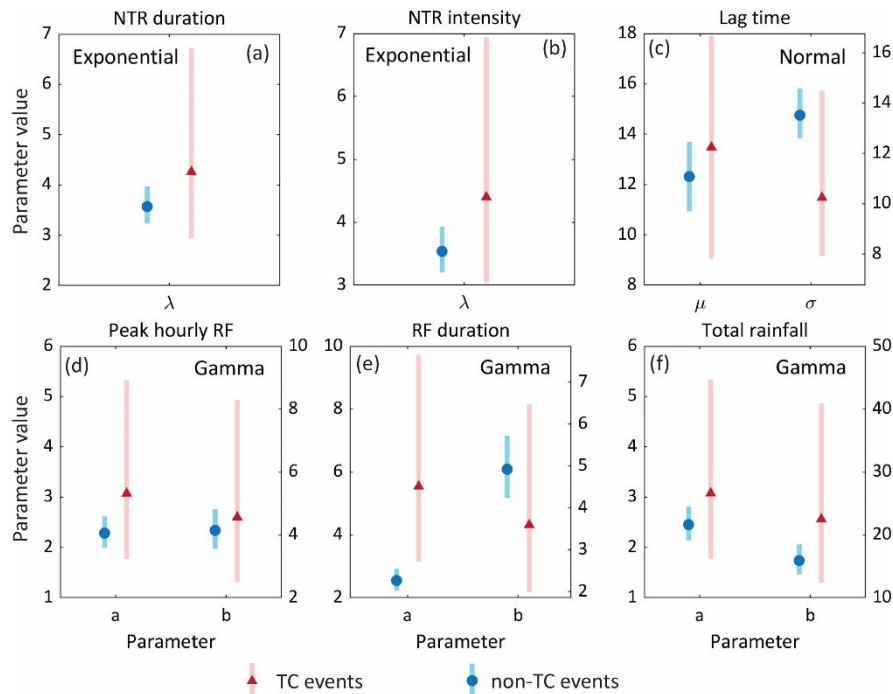 NTR duration
NTR intensity
Lag time
Exponential
(a)
Exponential
(b)
(c)
Normal
Parameter value
7
6
5
4
3
2
λ
7
6
5
4
3
λ
18
16
14
12
10
8
16
14
12
10
8
μ
σ
Peak hourly RF
RF duration
Total rainfall
(d)
Gamma
(e)
Gamma
(f)
Gamma
Parameter value
6
5
4
3
2
1
10
8
6
4
2
a
b
10
8
6
4
2
7
6
5
4
3
2
a
b
6
5
4
3
2
1
50
40
30
20
10
a
b
Parameter
Parameter
Parameter
TC events
non-TC events